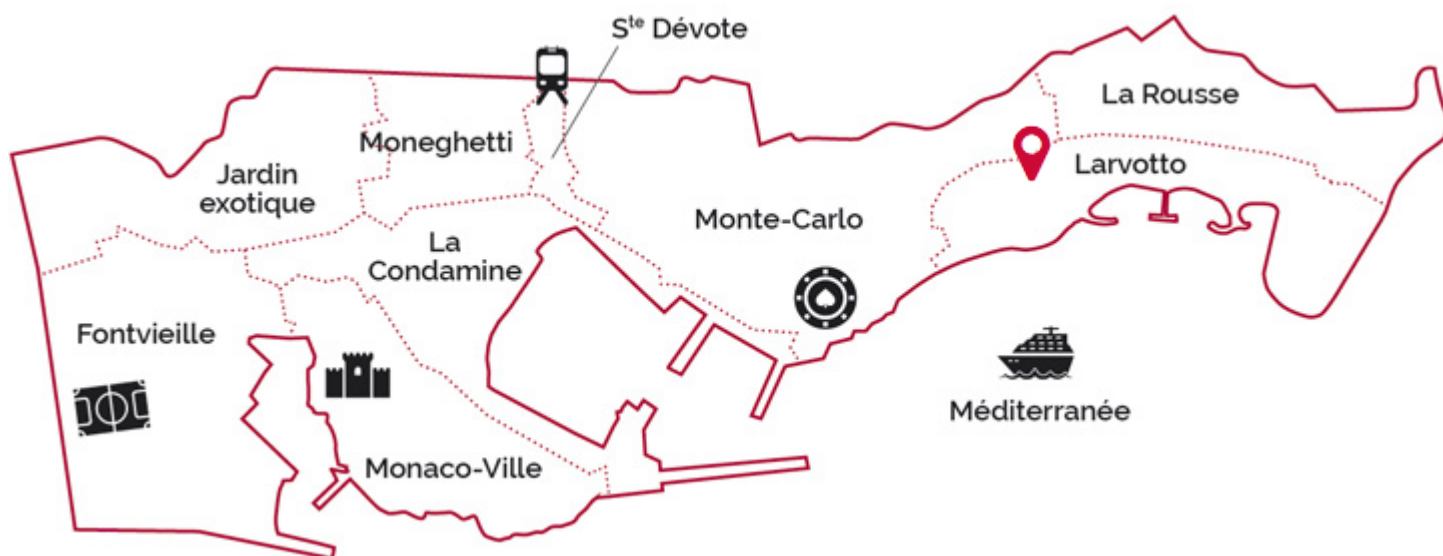 Sᵗᵉ Dévote
La Rousse
Moneghetti
Larvotto
Jardin
exotique
Monte-Carlo
La
Condamine
Fontvieille
Méditerranée
Monaco-Ville